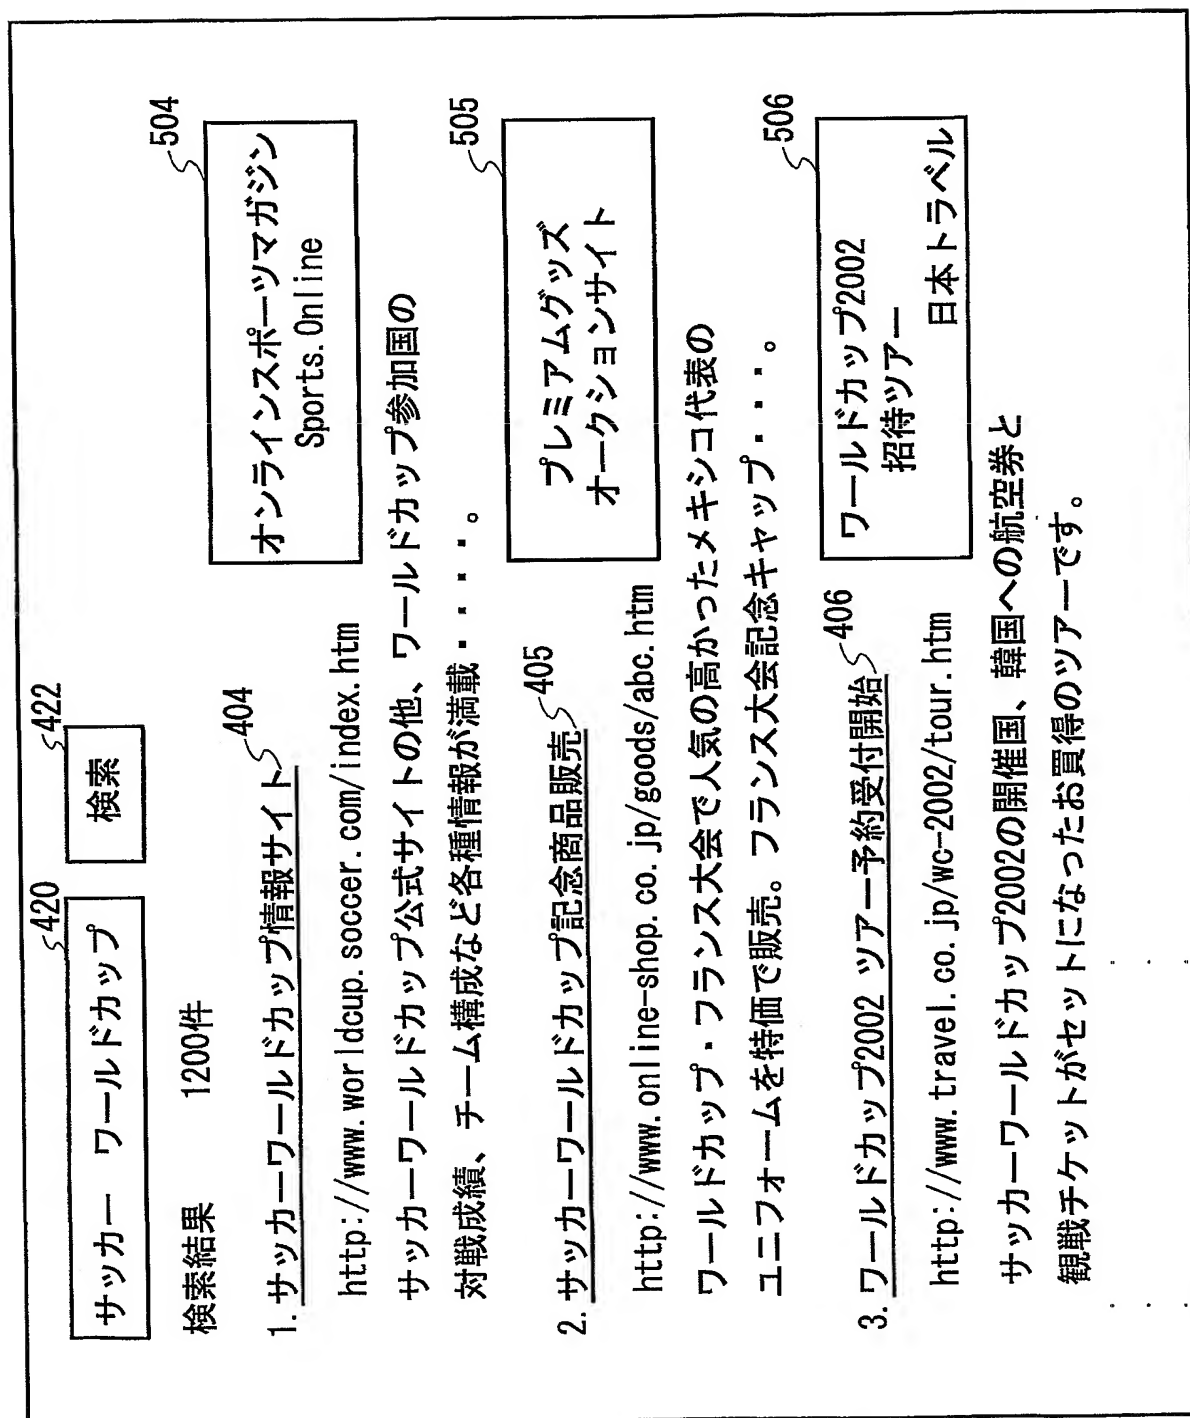 サッカー　ワールドカップ
420
検索
422
検索結果　1200件
1. サッカーワールドカップ情報サイト
404
http://www.worldcup.soccer.com/index.htm
サッカーワールドカップ公式サイトの他、ワールドカップ参加国の
対戦成績、チーム構成など各種情報が満載・・・・・。
オンラインスポーツマガジン
Sports.Online
504
2. サッカーワールドカップ記念商品販売
405
http://www.online-shop.co.jp/goods/abc.htm
ワールドカップ・フランス大会で人気の高かったメキシコ代表の
ユニフォームを特価で販売。フランス大会記念キャップ・・・・。
プレミアムグッズ
オークションサイト
505
3. ワールドカップ2002 ツアー予約受付開始
406
http://www.travel.co.jp/wc-2002/tour.htm
サッカーワールドカップ2002の開催国、韓国への航空券と
観戦チケットがセットになったお買得のツアーです。
ワールドカップ2002
招待ツアー
日本トラベル
506